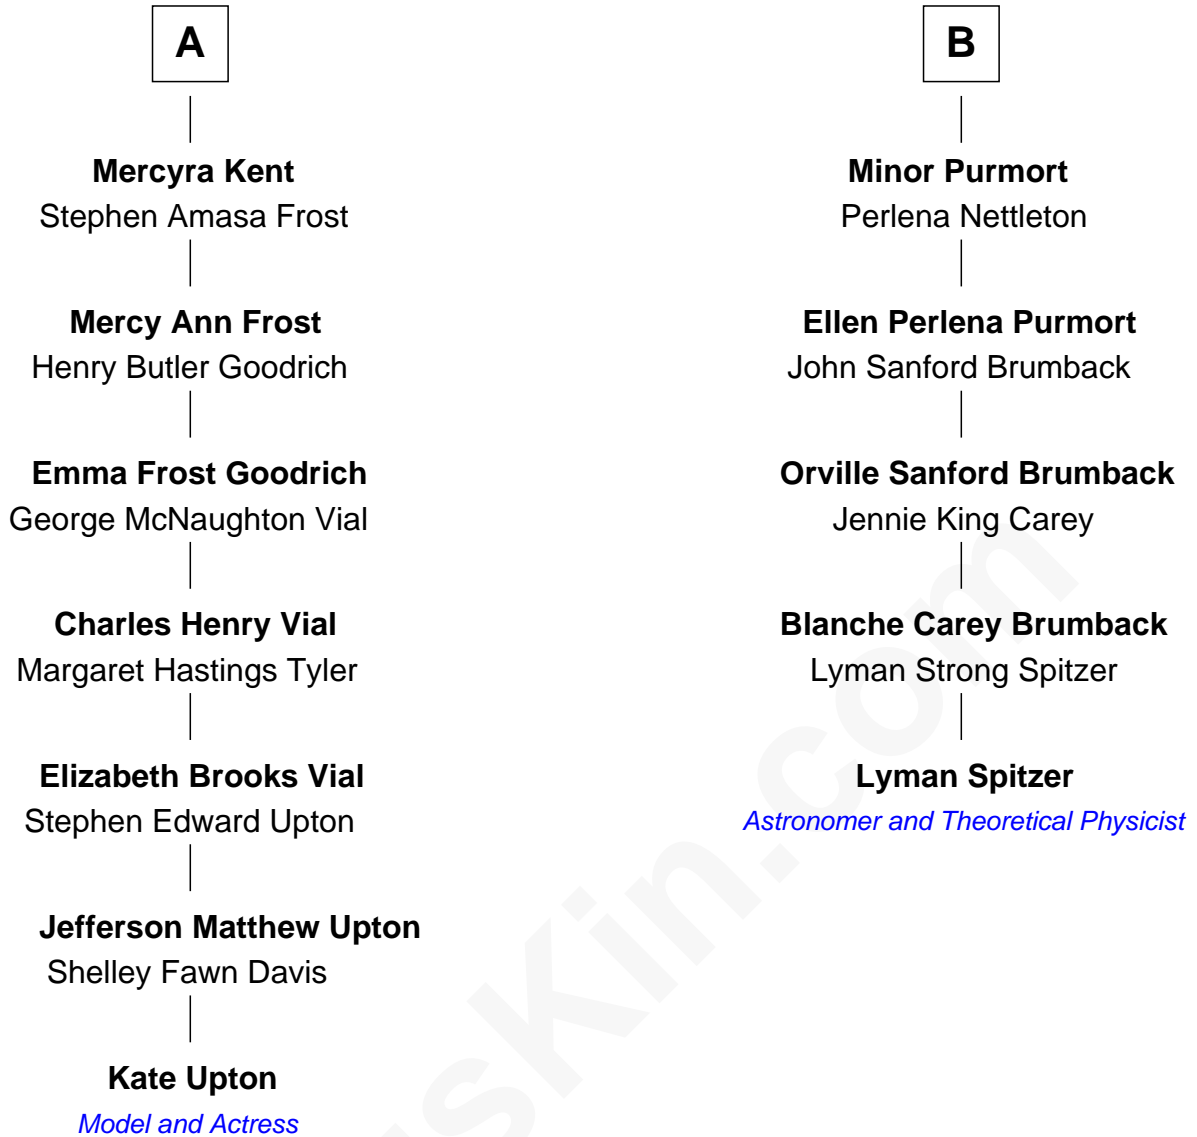 A
Mercyra Kent
Stephen Amasa Frost
Mercy Ann Frost
Henry Butler Goodrich
Emma Frost Goodrich
George McNaughton Vial
Charles Henry Vial
Margaret Hastings Tyler
Elizabeth Brooks Vial
Stephen Edward Upton
Jefferson Matthew Upton
Shelley Fawn Davis
Kate Upton
Model and Actress
B
Minor Purmort
Perlena Nettleton
Ellen Perlena Purmort
John Sanford Brumback
Orville Sanford Brumback
Jennie King Carey
Blanche Carey Brumback
Lyman Strong Spitzer
Lyman Spitzer
Astronomer and Theoretical Physicist
sKin.com